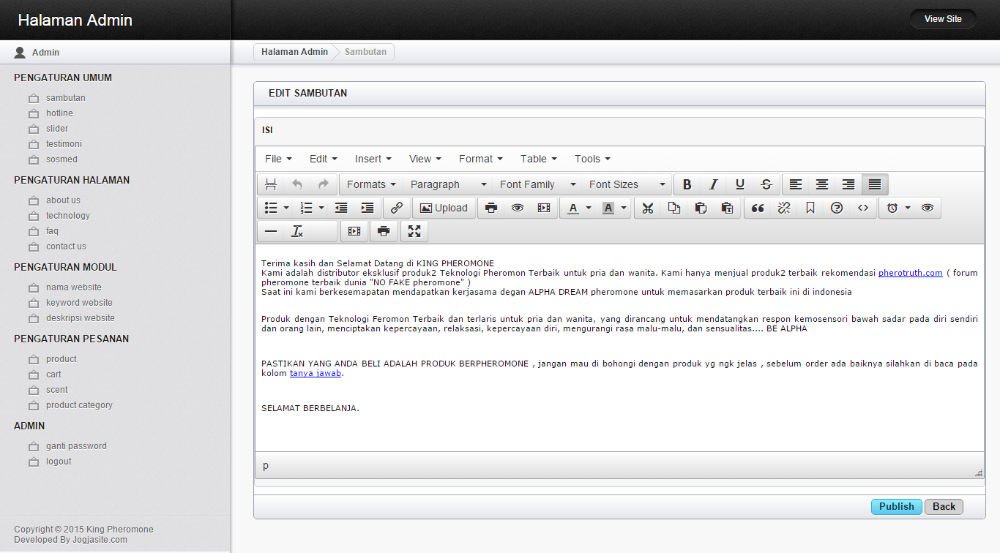 Halaman Admin
View Site
Admin
Halaman Admin
Sambutan
PENGATURAN UMUM
sambutan
hotline
slider
testimoni
sosmed
PENGATURAN HALAMAN
about us
technology
faq
contact us
PENGATURAN MODUL
nama website
keyword website
deskripsi website
PENGATURAN PESANAN
product
cart
scent
product category
ADMIN
ganti password
logout
Copyright © 2015 King Pheromone
Developed By Jogjasite.com
EDIT SAMBUTAN
ISI
File Edit Insert View Format Table Tools
Formats Paragraph Font Family Font Sizes B I U S
Upload A A
Terima kasih dan Selamat Datang di KING PHEROMONE
Kami adalah distributor eksklusif produk2 Teknologi Pheromon Terbaik untuk pria dan wanita. Kami hanya menjual produk2 terbaik rekomendasi pherotruth.com ( forum
pheromone terbaik dunia "NO FAKE pheromone" )
Saat ini kami berkesemapatan mendapatkan kerjasama degan ALPHA DREAM pheromone untuk memasarkan produk terbaik ini di indonesia
Produk dengan Teknologi Feromon Terbaik dan terlaris untuk pria dan wanita, yang dirancang untuk mendatangkan respon kemosensori bawah sadar pada diri sendiri
dan orang lain, menciptakan kepercayaan, relaksasi, kepercayaan diri, mengurangi rasa malu-malu, dan sensualitas.... BE ALPHA
PASTIKAN YANG ANDA BELI ADALAH PRODUK BERPHEROMONE , jangan mau di bohongi dengan produk yg ngk jelas , sebelum order ada baiknya silahkan di baca pada
kolom tanya jawab.
SELAMAT BERBELANJA.
p
Publish
Back